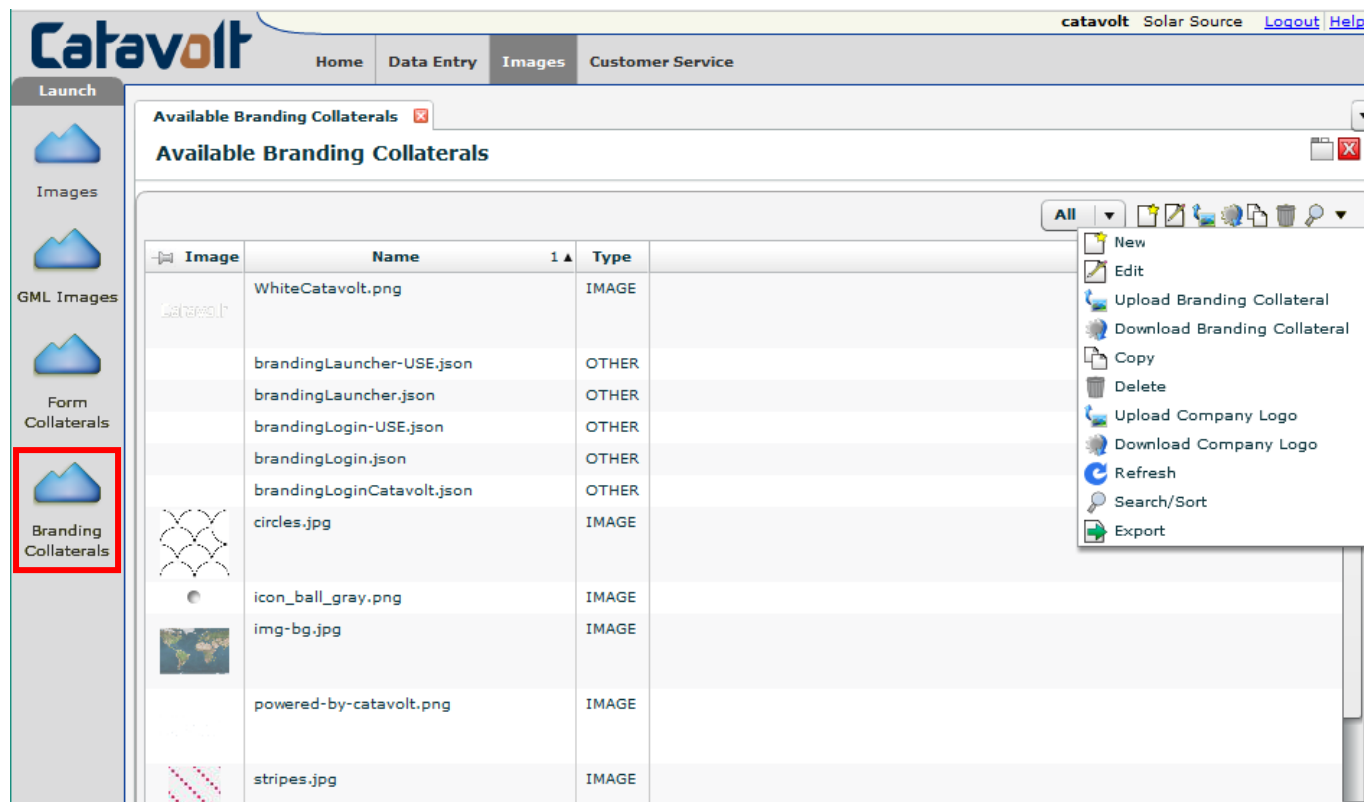 Catavolt
catavolt Solar Source Logout Help
Home Data Entry Images Customer Service
Launch
Images
GML Images
Form
Collaterals
Branding
Collaterals
Available Branding Collaterals
Available Branding Collaterals
All
Image Name 1 Type
WhiteCatavolt.png IMAGE
Catavolt
brandingLauncher-USE.json OTHER
brandingLauncher.json OTHER
brandingLogin-USE.json OTHER
brandingLogin.json OTHER
brandingLoginCatavolt.json OTHER
circles.jpg IMAGE
icon_ball_gray.png IMAGE
img-bg.jpg IMAGE
powered-by-catavolt.png IMAGE
stripes.jpg IMAGE
New
Edit
Upload Branding Collateral
Download Branding Collateral
Copy
Delete
Upload Company Logo
Download Company Logo
Refresh
Search/Sort
Export